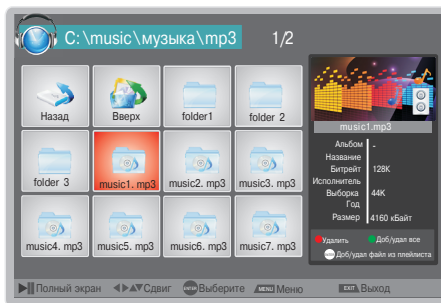 C:\music\музыка\mp3 1/2
Назад Вверх folder1 folder 2
folder 3 music1. mp3 music2. mp3 music3. mp3
music4. mp3 music5. mp3 music6. mp3 music7. mp3
music1.mp3
Альбом -
Название
Битрейт 128K
Исполнитель
Выборка 44K
Год
Размер 4160 кБайт
Удалить Доб/удал все
ENTER Доб/удал файл из плейлиста
Полный экран Сдвиг ENTER Выберите MENU Меню EXIT Выход